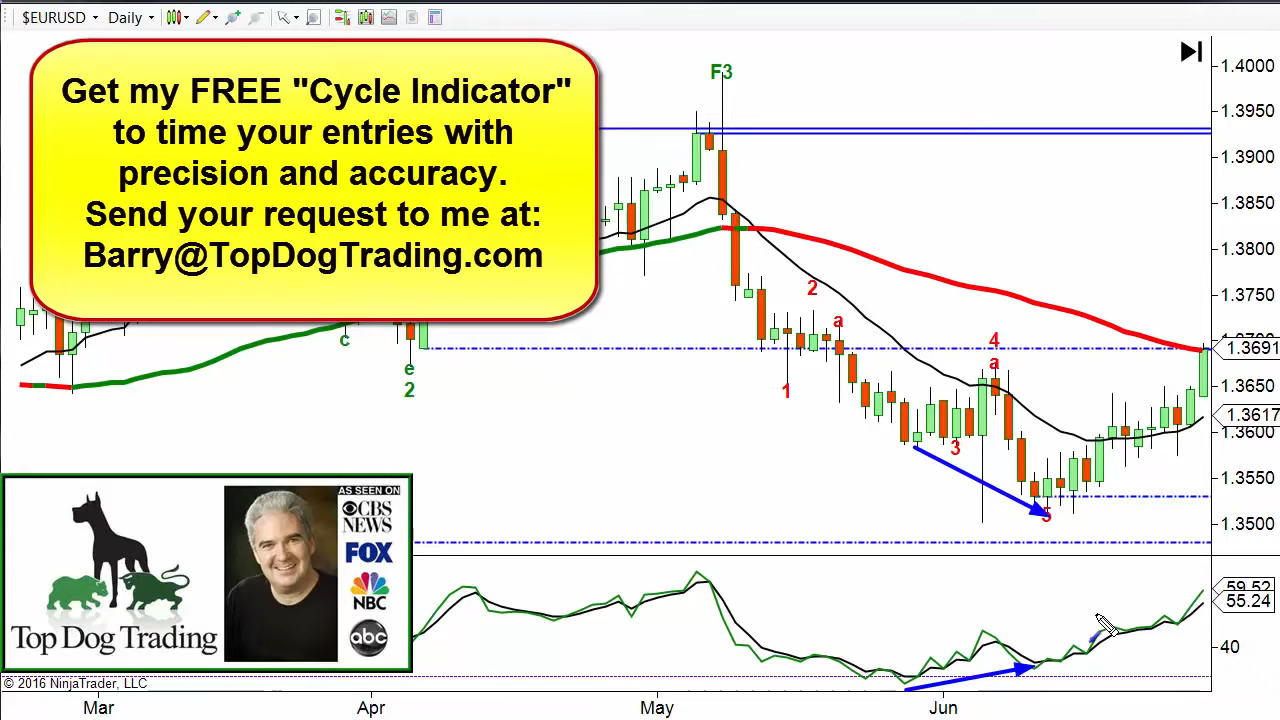 $EURUSD Daily
Get my FREE "Cycle Indicator"
to time your entries with
precision and accuracy.
Send your request to me at:
Barry@TopDogTrading.com
F3
1.4000
1.3950
1.3900
1.3850
1.3800
1.3750
1.3691
1.3650
1.3617
1.3600
1.3550
1.3500
c
e
2
1
2
a
3
4
a
5
Top Dog Trading
AS SEEN ON
CBS
NEWS
FOX
NBC
abc
59.52
55.24
40
© 2016 NinjaTrader, LLC
Mar Apr May Jun